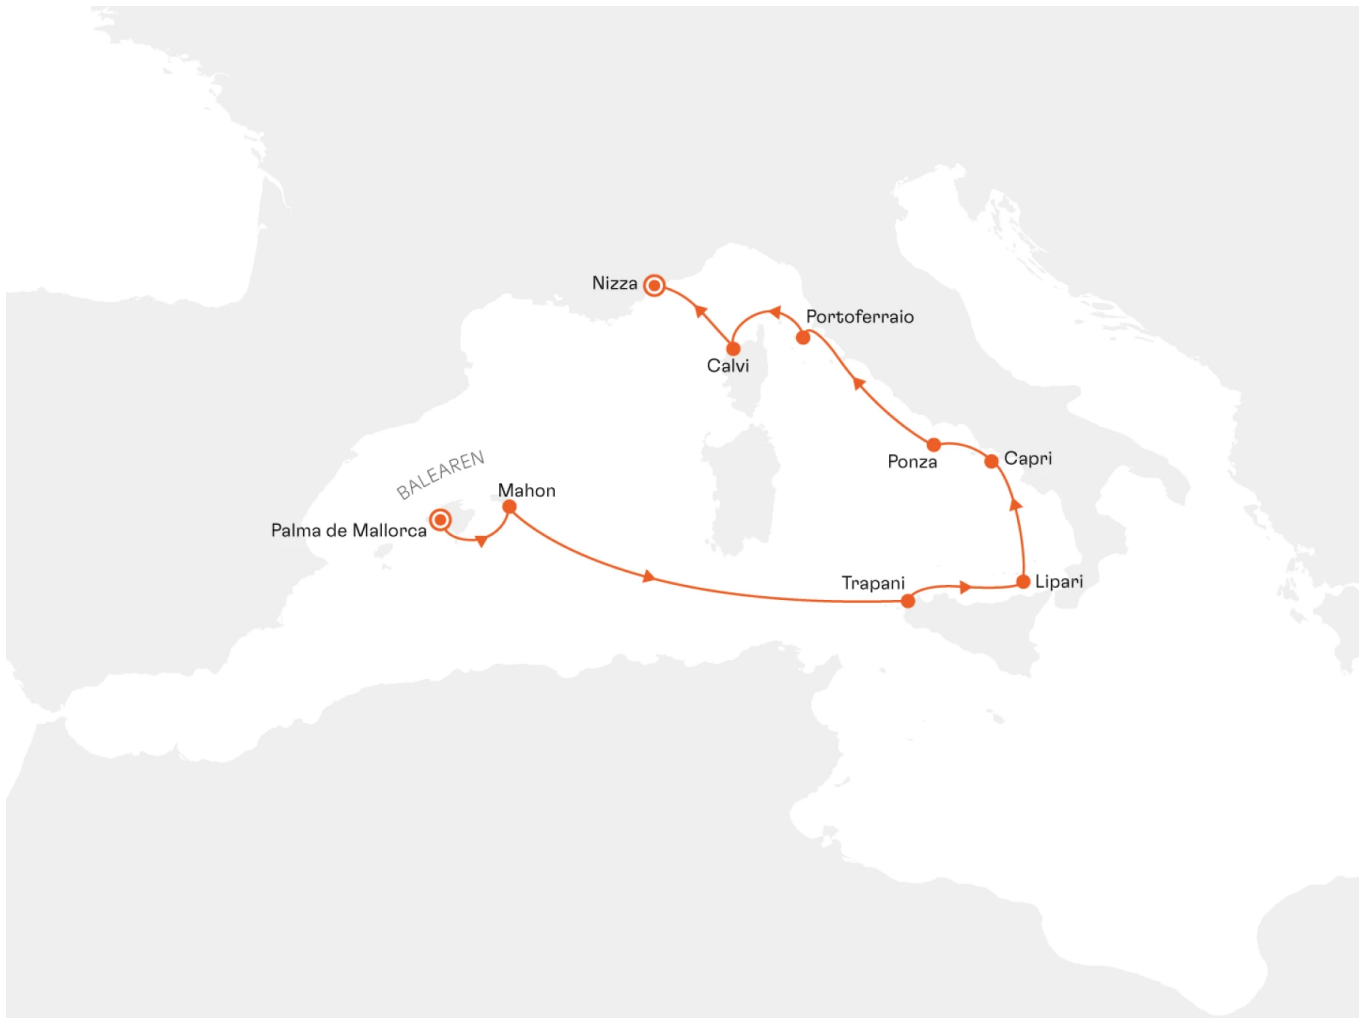 Nizza
Portoferraio
Calvi
Ponza
Capri
BALEAREN
Mahon
Palma de Mallorca
Trapani
Lipari